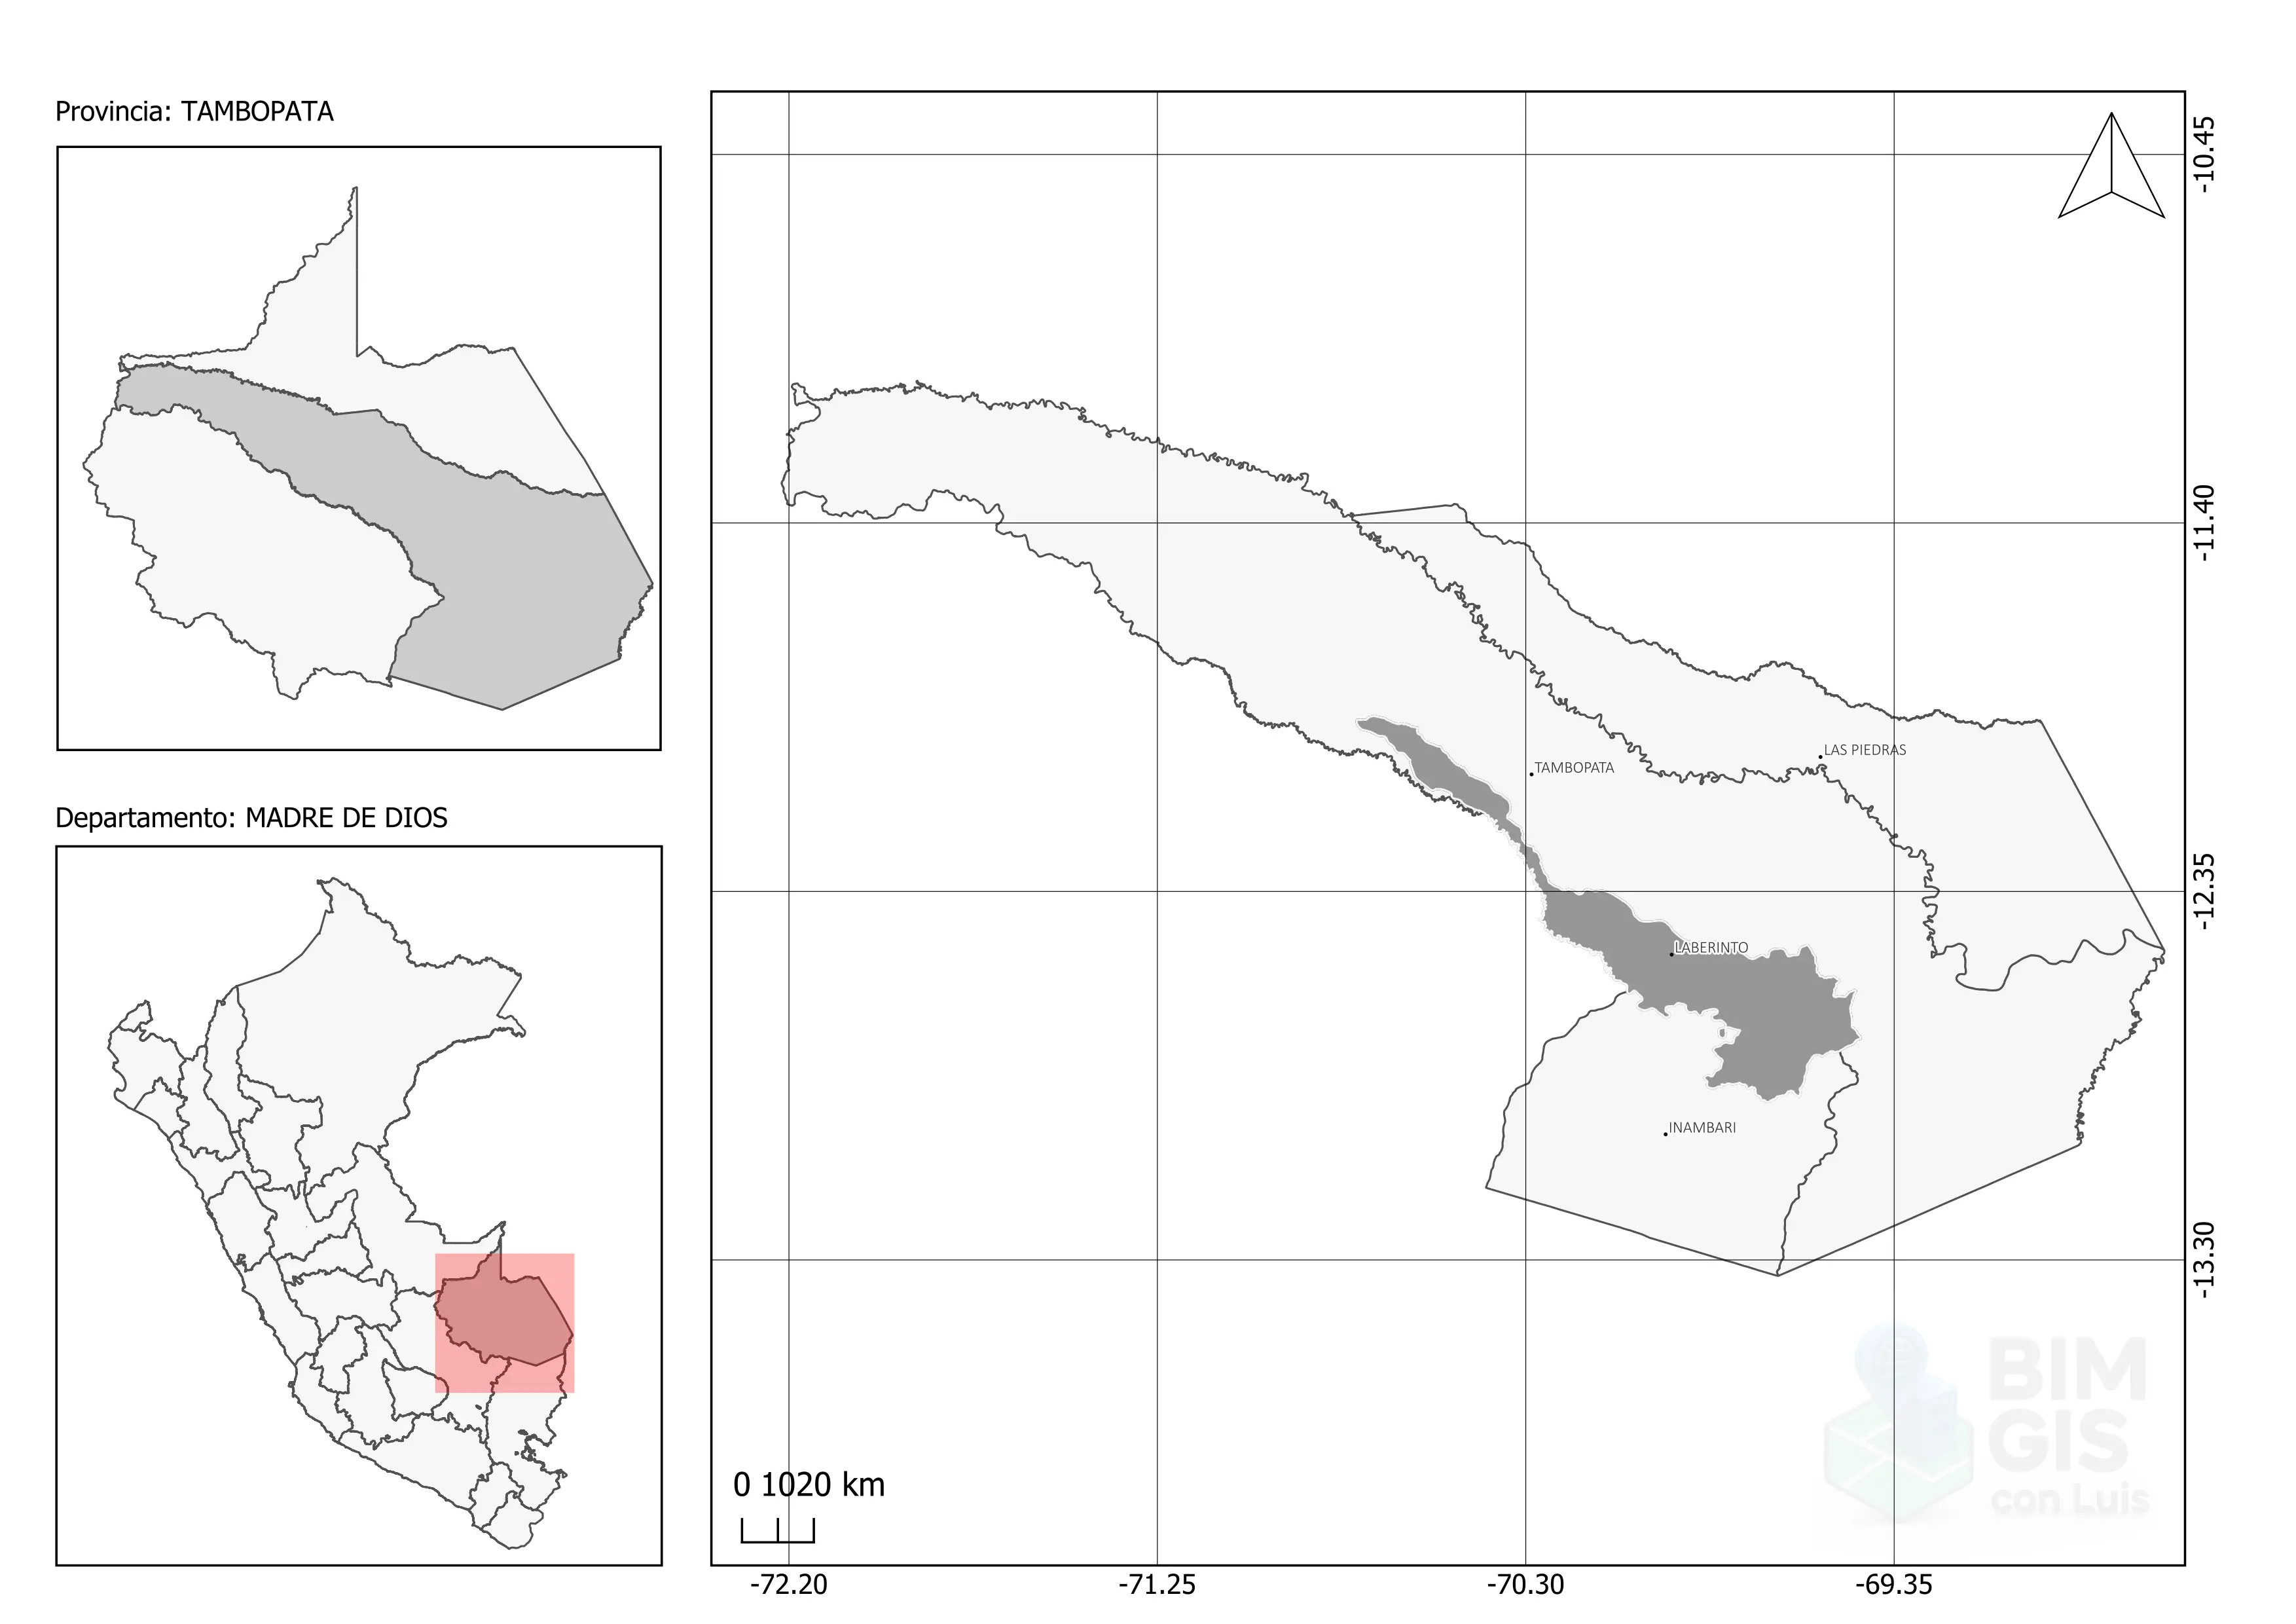 Provincia: TAMBOPATA
Departamento: MADRE DE DIOS
-10.45
-11.40
LAS PIEDRAS
TAMBOPATA
-12.35
LABERINTO
INAMBARI
-13.30
BIM
GIS
con Luis
0 1020 km
-72.20
-71.25
-70.30
-69.35